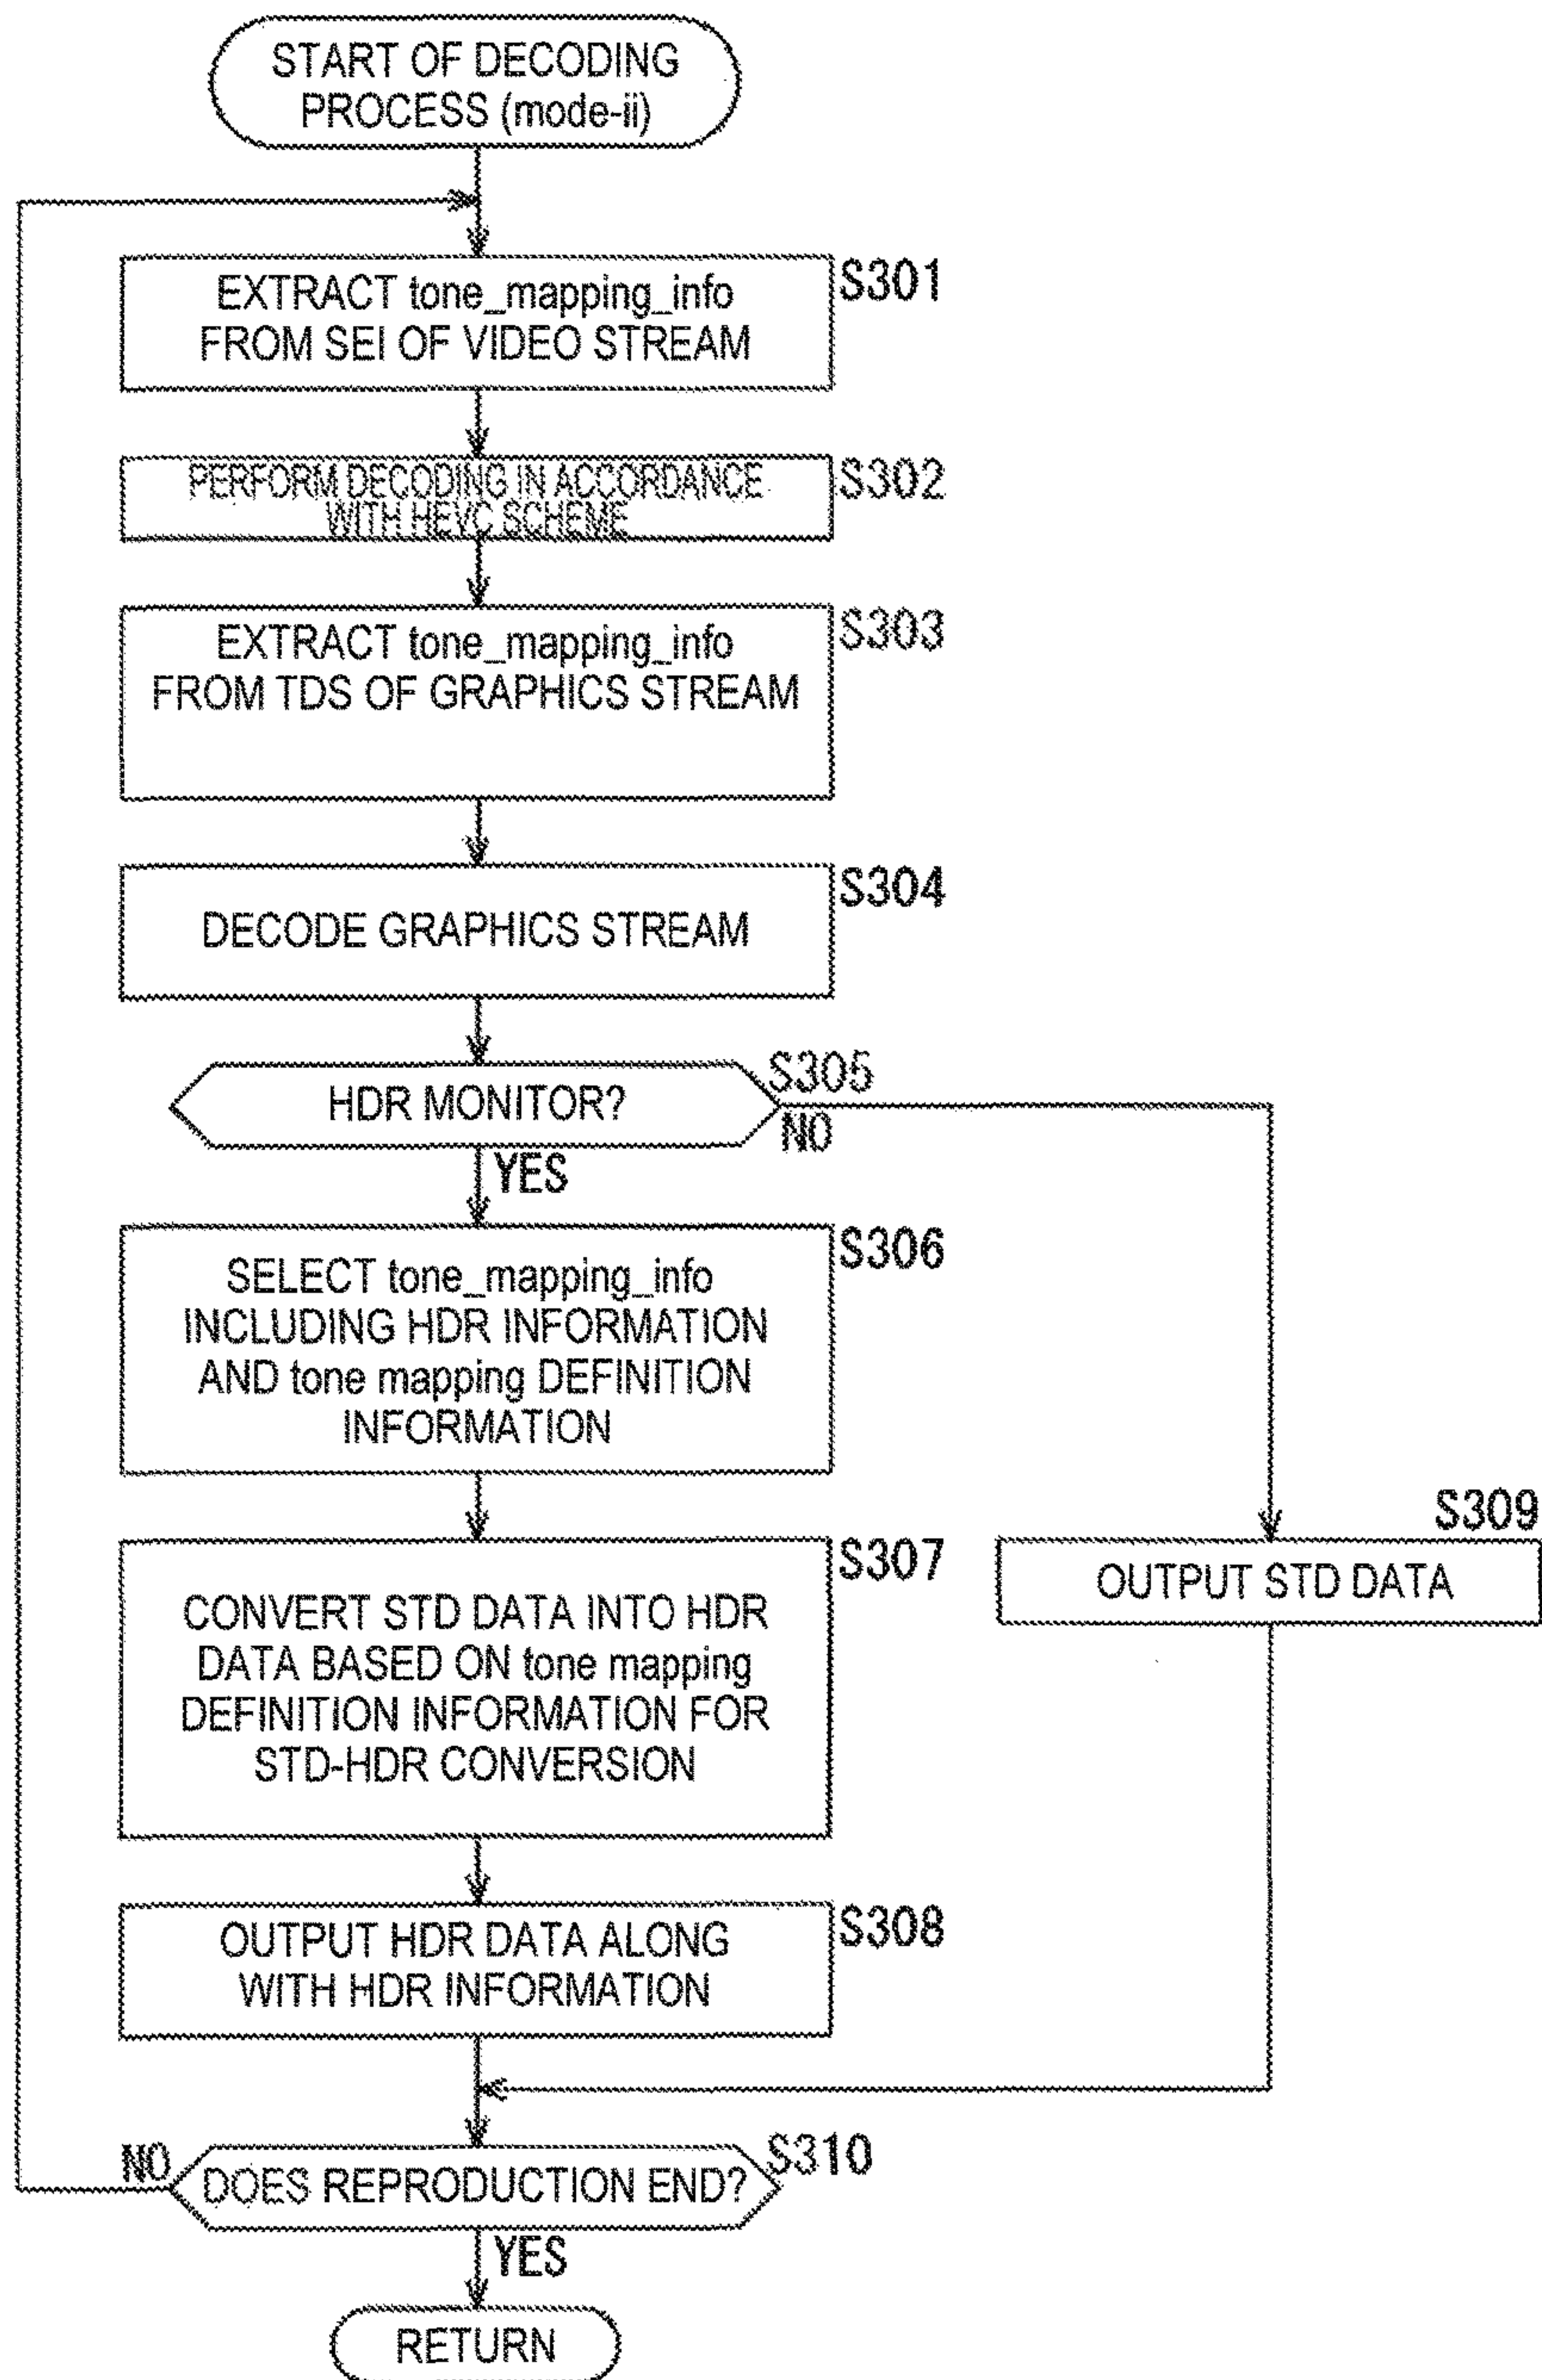 START OF DECODING
PROCESS (mode-ii)
EXTRACT tone_mapping_info
FROM SEI OF VIDEO STREAM
S301
PERFORM DECODING IN ACCORDANCE
WITH HEVC SCHEME
S302
EXTRACT tone_mapping_info
FROM TDS OF GRAPHICS STREAM
S303
DECODE GRAPHICS STREAM
S304
HDR MONITOR?
S305
NO
YES
SELECT tone_mapping_info
INCLUDING HDR INFORMATION
AND tone mapping DEFINITION
INFORMATION
S306
CONVERT STD DATA INTO HDR
DATA BASED ON tone mapping
DEFINITION INFORMATION FOR
STD-HDR CONVERSION
S307
S309
OUTPUT STD DATA
OUTPUT HDR DATA ALONG
WITH HDR INFORMATION
S308
NO
DOES REPRODUCTION END?
S310
YES
RETURN